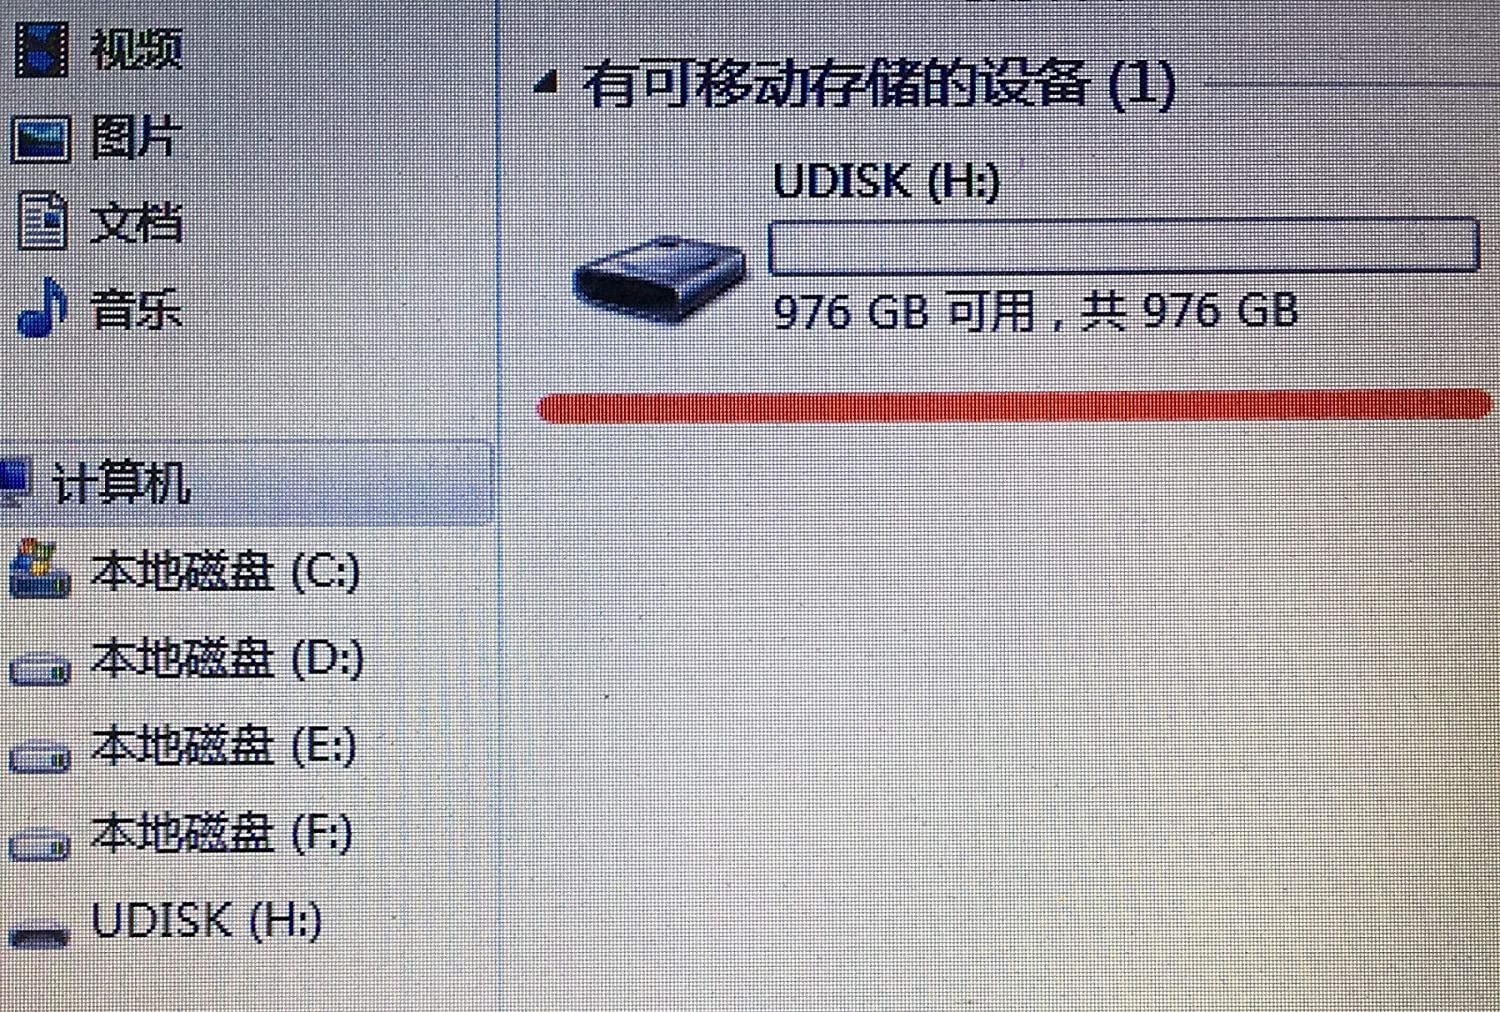 视频
图片
文档
音乐
计算机
本地磁盘 (C:)
本地磁盘 (D:)
本地磁盘 (E:)
本地磁盘 (F:)
UDISK (H:)
有可移动存储的设备 (1)
UDISK (H:)
976 GB 可用，共 976 GB